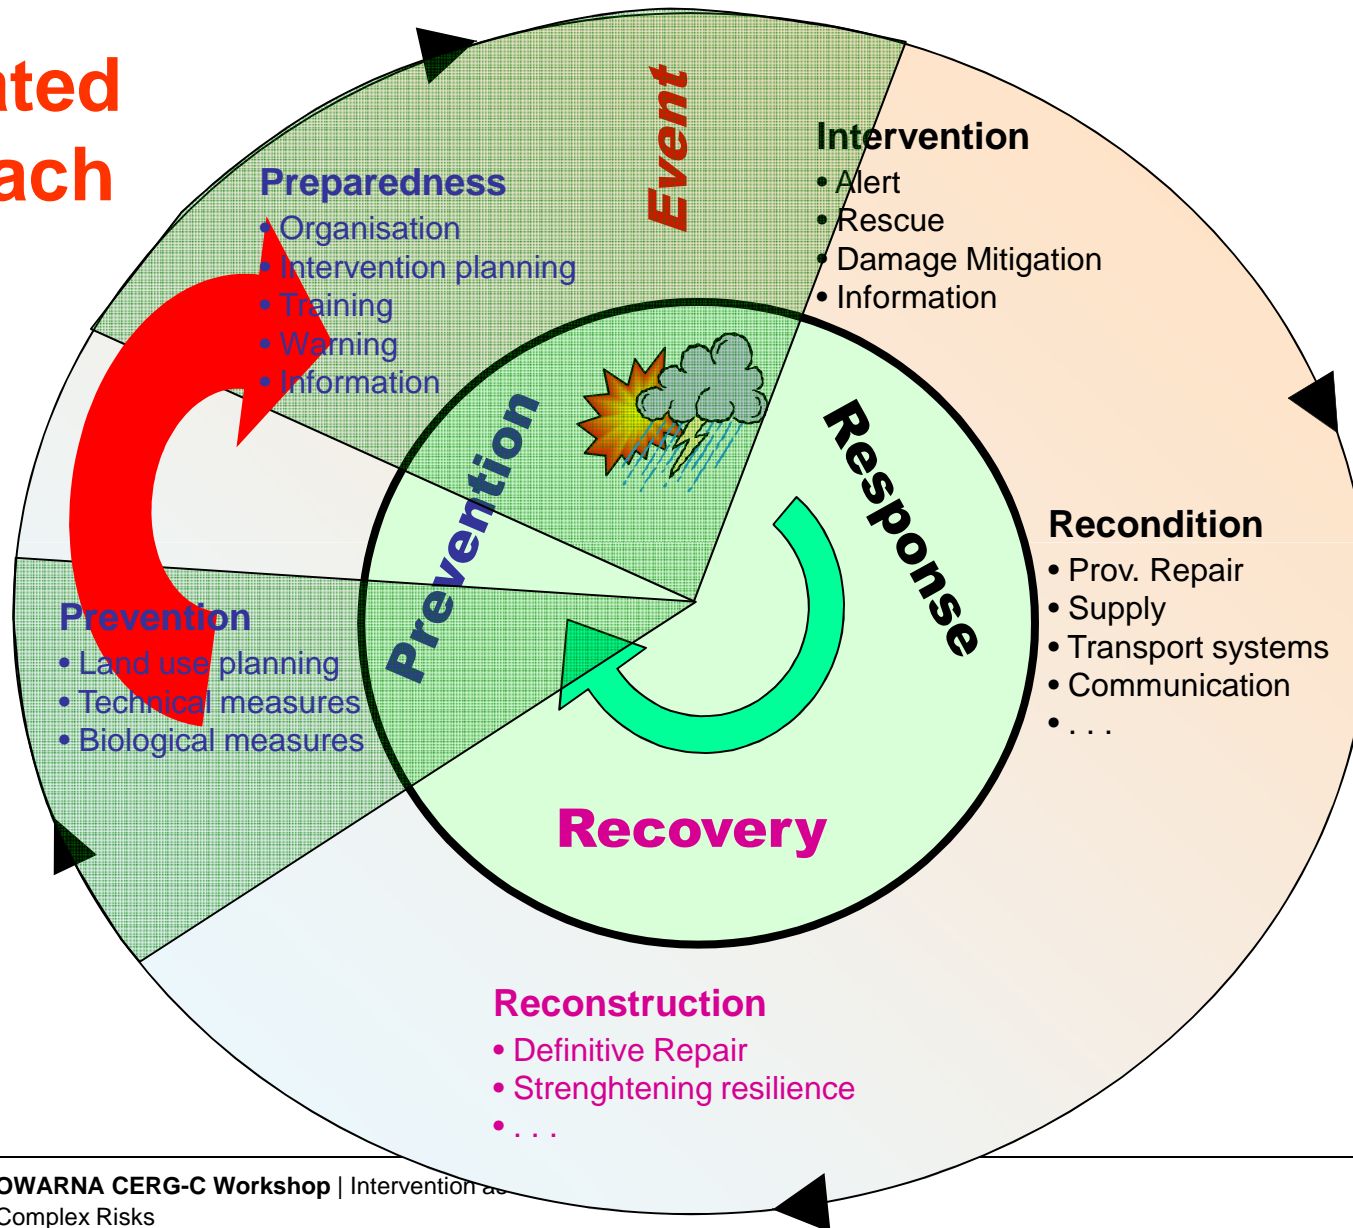 ated
ach
Event
Intervention
• Alert
• Rescue
• Damage Mitigation
• Information
Preparedness
• Organisation
• Intervention planning
• Training
• Warning
• Information
Prevention
Response
Recondition
• Prov. Repair
• Supply
• Transport systems
• Communication
• . . .
Prevention
• Land use planning
• Technical measures
• Biological measures
Recovery
Reconstruction
• Definitive Repair
• Strenghtening resilience
• . . .
OWARNA CERG-C Workshop | Intervention
Complex Risks